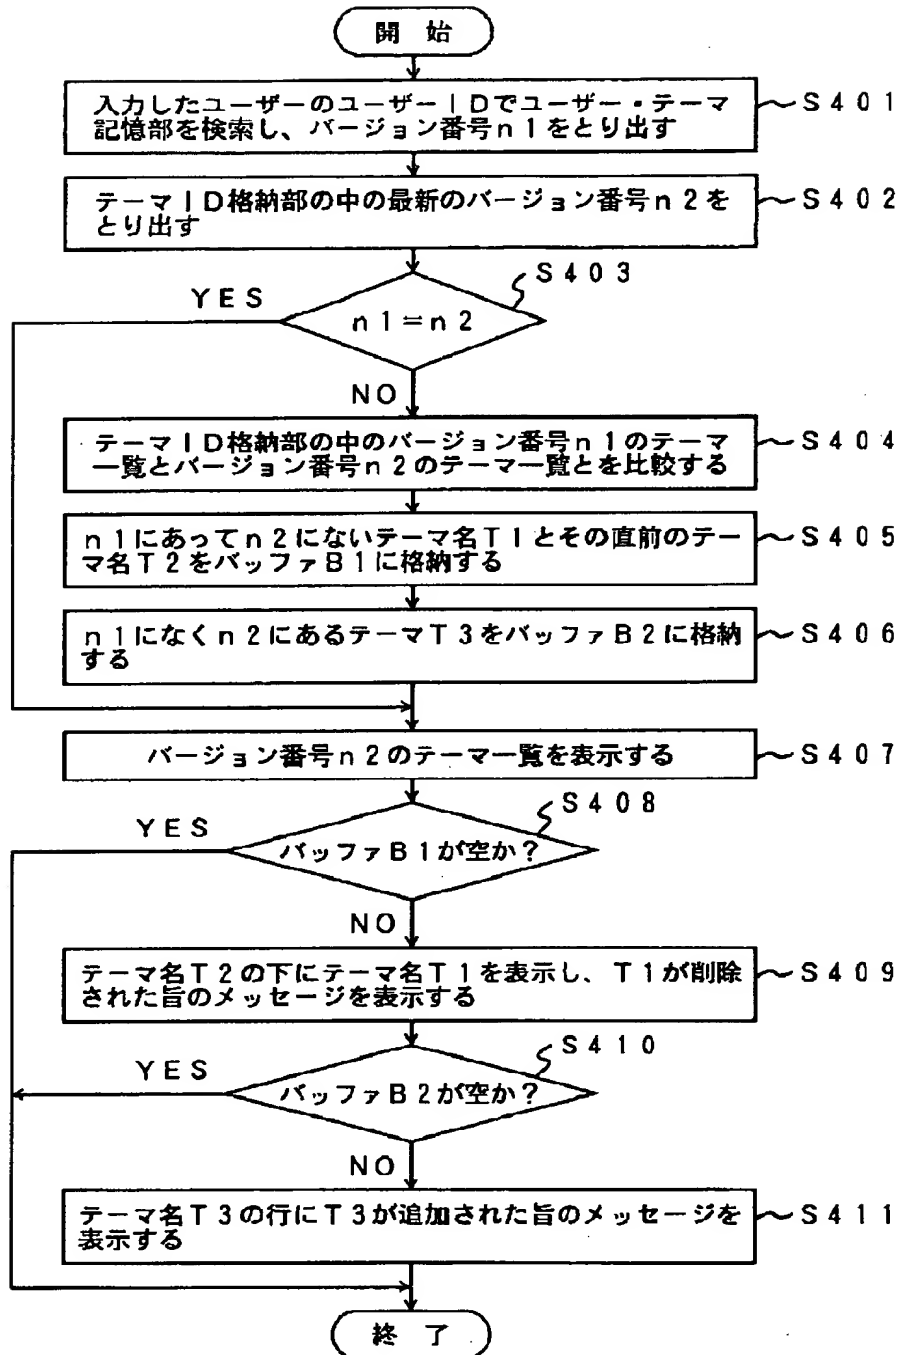 開始
入力したユーザーのユーザーIDでユーザー・テーマ
記憶部を検索し、バージョン番号n1をとり出す
S401
テーマID格納部の中の最新のバージョン番号n2を
とり出す
S402
S403
YES
n1=n2
NO
テーマID格納部の中のバージョン番号n1のテーマ
一覧とバージョン番号n2のテーマ一覧とを比較する
S404
n1にあってn2にないテーマ名T1とその直前のテー
マ名T2をバッファB1に格納する
S405
n1になくn2にあるテーマT3をバッファB2に格納
する
S406
バージョン番号n2のテーマ一覧を表示する
S407
S408
YES
バッファB1が空か?
NO
テーマ名T2の下にテーマ名T1を表示し、T1が削除
された旨のメッセージを表示する
S409
S410
YES
バッファB2が空か?
NO
テーマ名T3の行にT3が追加された旨のメッセージを
表示する
S411
終了